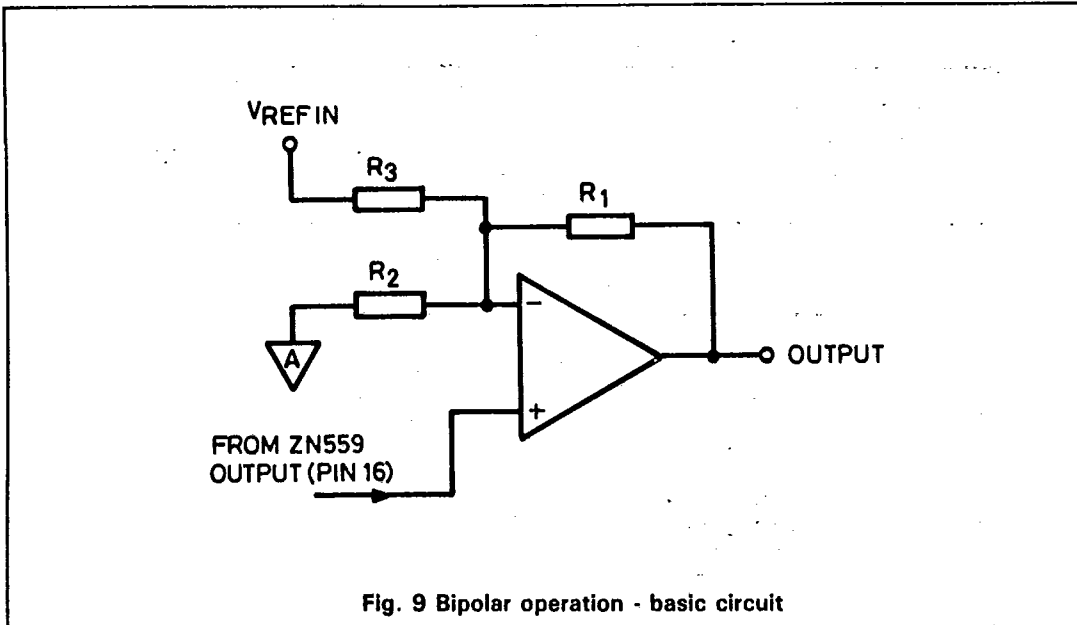 VREF IN
R3
R1
R2
−
A
+
OUTPUT
FROM ZN559
OUTPUT (PIN 16)
Fig. 9 Bipolar operation - basic circuit